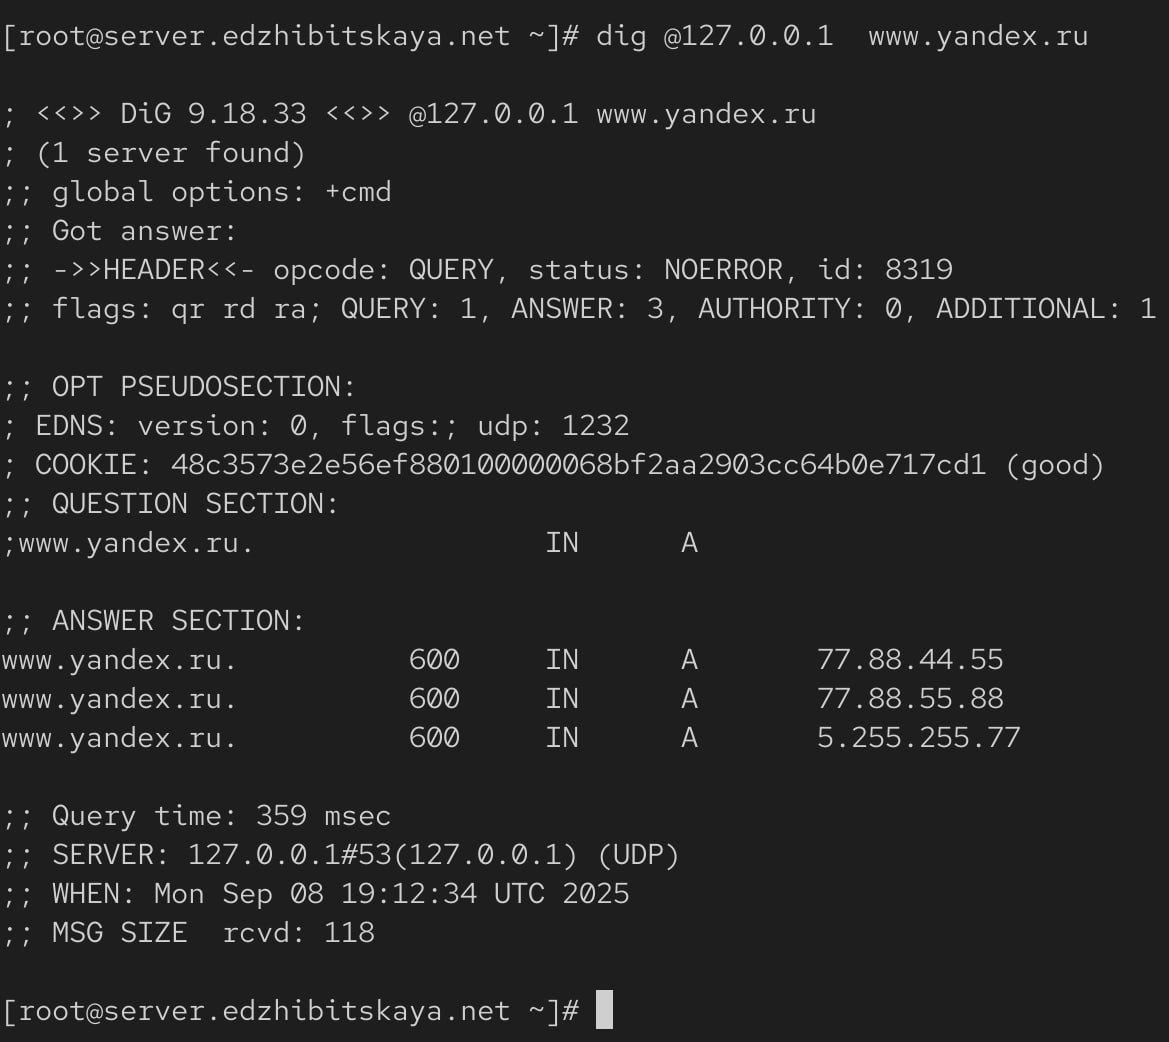 [root@server.edzhibitskaya.net ~]# dig @127.0.0.1  www.yandex.ru

; <<>> DiG 9.18.33 <<>> @127.0.0.1 www.yandex.ru
; (1 server found)
;; global options: +cmd
;; Got answer:
;; ->>HEADER<<- opcode: QUERY, status: NOERROR, id: 8319
;; flags: qr rd ra; QUERY: 1, ANSWER: 3, AUTHORITY: 0, ADDITIONAL: 1

;; OPT PSEUDOSECTION:
; EDNS: version: 0, flags:; udp: 1232
; COOKIE: 48c3573e2e56ef880100000068bf2aa2903cc64b0e717cd1 (good)
;; QUESTION SECTION:
;www.yandex.ru.			IN	A

;; ANSWER SECTION:
www.yandex.ru.		600	IN	A	77.88.44.55
www.yandex.ru.		600	IN	A	77.88.55.88
www.yandex.ru.		600	IN	A	5.255.255.77

;; Query time: 359 msec
;; SERVER: 127.0.0.1#53(127.0.0.1) (UDP)
;; WHEN: Mon Sep 08 19:12:34 UTC 2025
;; MSG SIZE  rcvd: 118

[root@server.edzhibitskaya.net ~]#